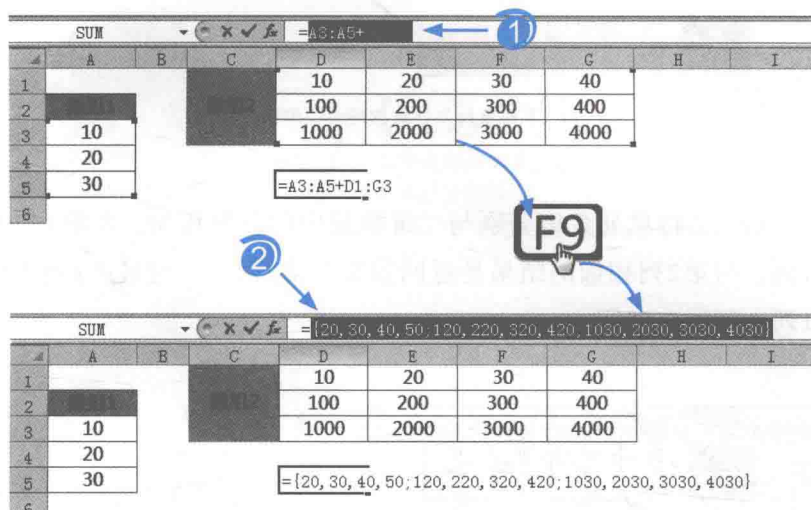 SUM
=A3:A5+
1
A B C D E F G H I
1 10 20 30 40
2 100 200 300 400
3 10 1000 2000 3000 4000
4 20
5 30 =A3:A5+D1:G3
6
F9
2
SUM
={20,30,40,50;120,220,320,420;1030,2030,3030,4030}
A B C D E F G H I
1 10 20 30 40
2 100 200 300 400
3 10 1000 2000 3000 4000
4 20
5 30 ={20,30,40,50;120,220,320,420;1030,2030,3030,4030}
6